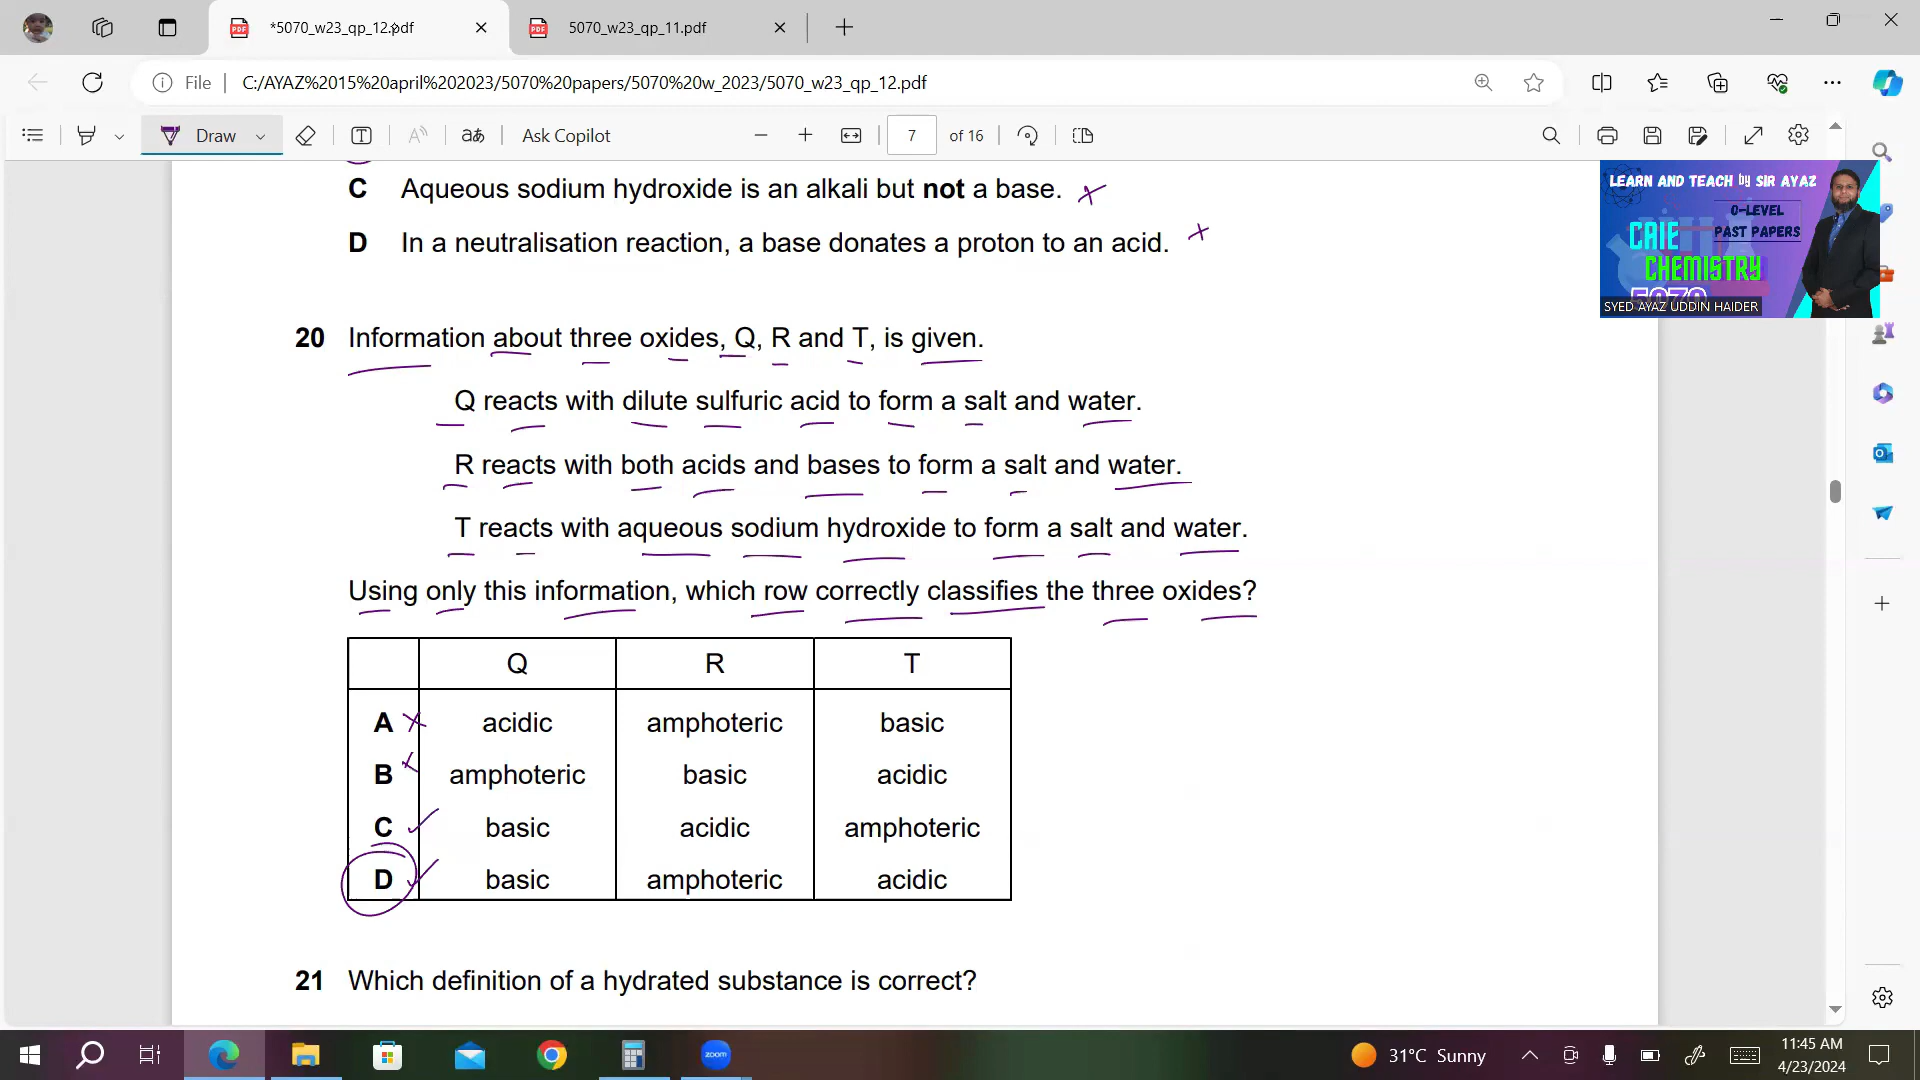 *5070_w23_qp_12.pdf
5070_w23_qp_11.pdf
File
C:/AYAZ%2015%20april%202023/5070%20papers/5070%20w_2023/5070_w23_qp_12.pdf
Draw
Ask Copilot
7
of 16
C Aqueous sodium hydroxide is an alkali but not a base.
D In a neutralisation reaction, a base donates a proton to an acid.
LEARN AND TEACH by SIR AYAZ
O-LEVEL
PAST PAPERS
CAIE
CHEMISTRY
5070
SYED AYAZ UDDIN HAIDER
20 Information about three oxides, Q, R and T, is given.
Q reacts with dilute sulfuric acid to form a salt and water.
R reacts with both acids and bases to form a salt and water.
T reacts with aqueous sodium hydroxide to form a salt and water.
Using only this information, which row correctly classifies the three oxides?
Q R T
A acidic amphoteric basic
B amphoteric basic acidic
C basic acidic amphoteric
D basic amphoteric acidic
21 Which definition of a hydrated substance is correct?
zoom
31°C Sunny
11:45 AM
4/23/2024